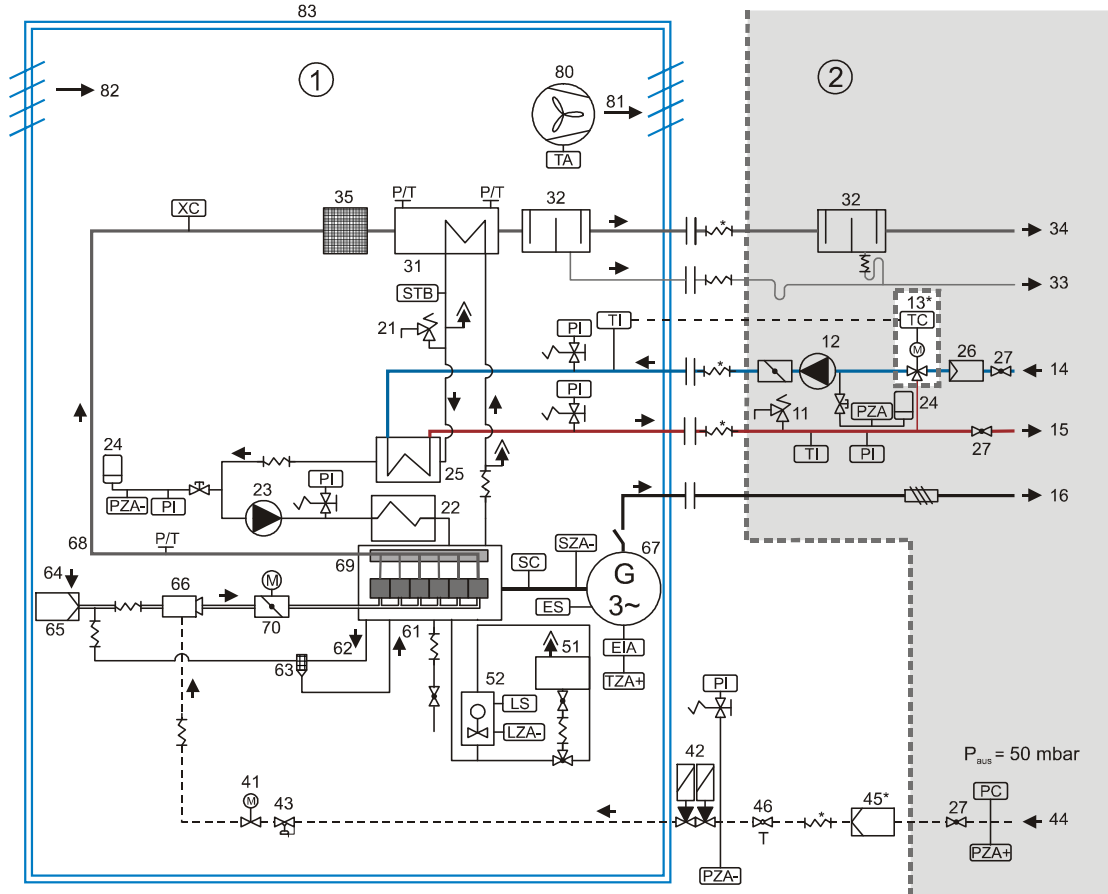 83
1
2
80
82
81
TA
P/T
P/T
XC
35
32
32
34
31
33
STB
13*
TC
21
PI
TI
12
M
26
27
14
PI
PZA
24
11
15
24
25
TI
PI
27
PZA-
PI
23
PI
22
16
68
P/T
69
SC
SZA-
67
G
3~
ES
64
66
M
65
70
62
61
EIA
63
51
TZA+
52
LS
LZA-
PI
42
P aus = 50 mbar
41
M
43
46
T
45*
27
PC
44
PZA-
PZA+